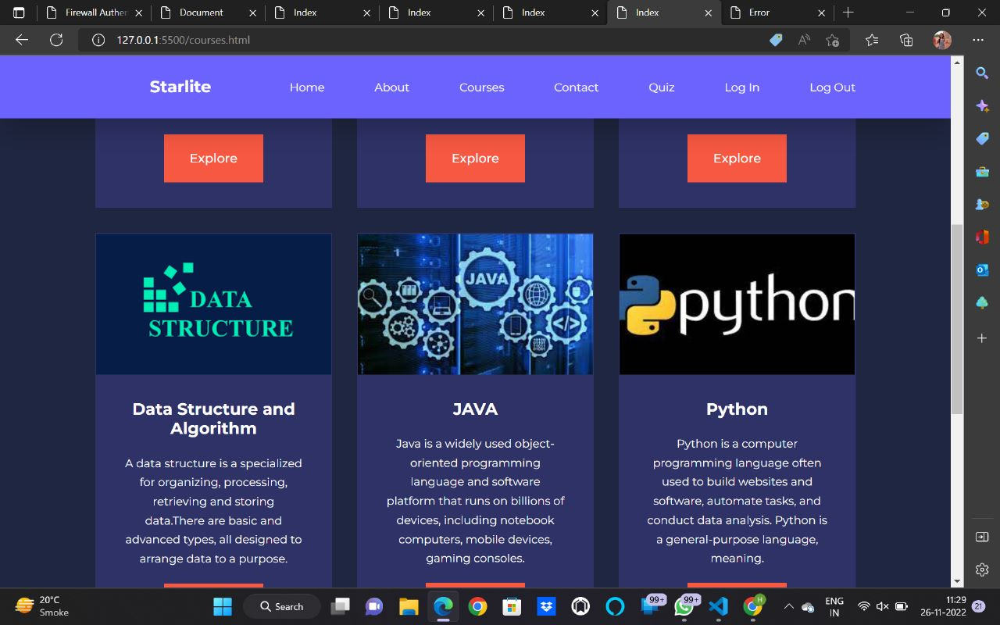 Firewall Auther
Document
Index
Index
Index
Index
Error
127.0.0.1:5500/courses.html
Starlite
Home
About
Courses
Contact
Quiz
Log In
Log Out
Explore
Explore
Explore
DATA
STRUCTURE
JAVA
python
Data Structure and
Algorithm
A data structure is a specialized
for organizing, processing,
retrieving and storing
data.There are basic and
advanced types, all designed to
arrange data to a purpose.
JAVA
Java is a widely used object-
oriented programming
language and software
platform that runs on billions of
devices, including notebook
computers, mobile devices,
gaming consoles.
Python
Python is a computer
programming language often
used to build websites and
software, automate tasks, and
conduct data analysis. Python is
a general-purpose language,
meaning.
20°C
Smoke
Search
99+
99+
H
ENG
IN
11:29
26-11-2022
21